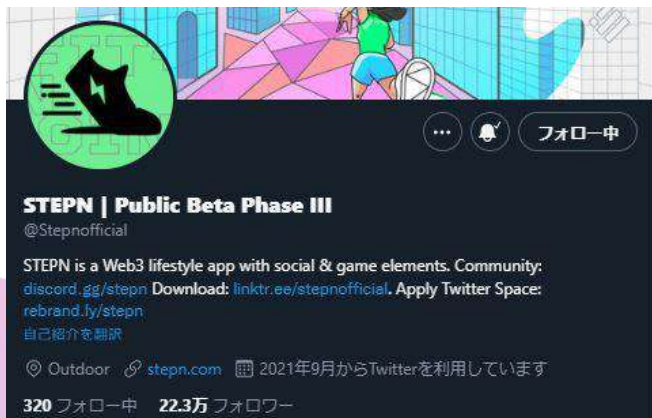 フォロー中
STEPN | Public Beta Phase III
@Stepnofficial
STEPN is a Web3 lifestyle app with social & game elements. Community:
discord.gg/stepn Download: linktr.ee/stepnofficial. Apply Twitter Space:
rebrand.ly/stepn
自己紹介を翻訳
Outdoor stepn.com 2021年9月からTwitterを利用しています
320 フォロー中 22.3万 フォロワー